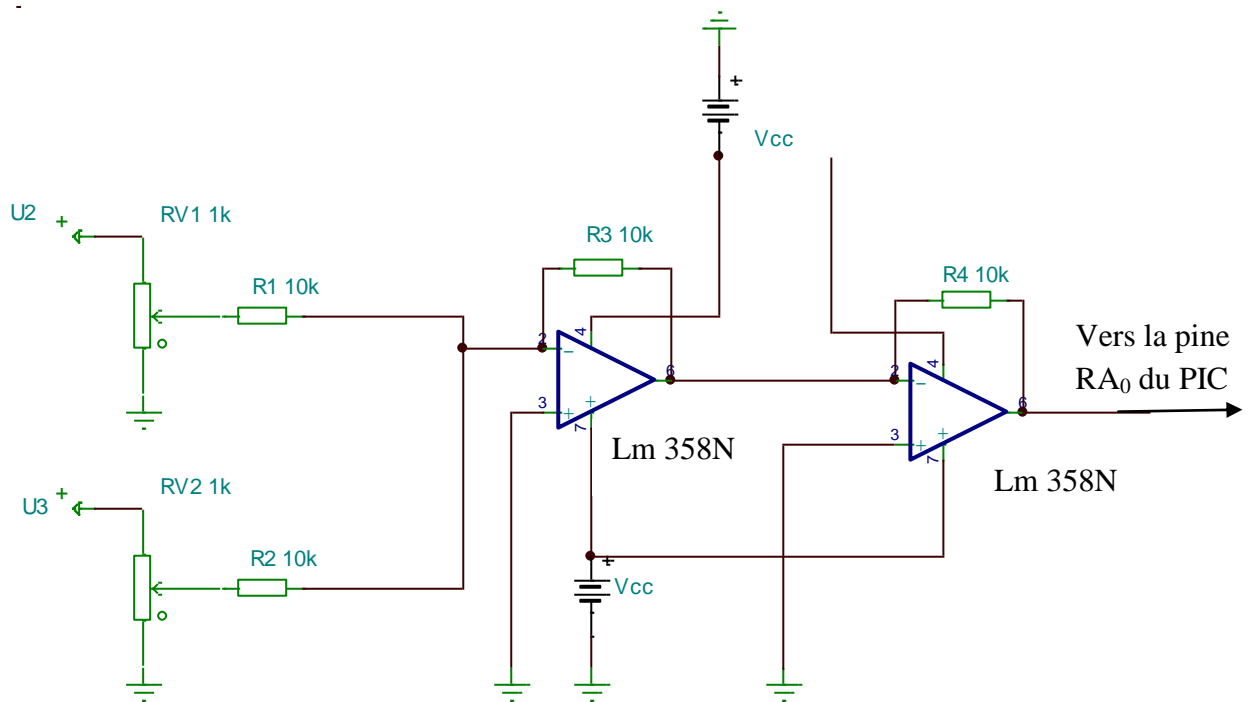 +
Vcc
U2
+
RV1 1k
R3 10k
R1 10k
R4 10k
2
-
4
6
3
+
+
7
Lm 358N
2
-
4
6
3
+
+
7
Lm 358N
Vers la pine
RA₀ du PIC
U3
+
RV2 1k
R2 10k
+
Vcc